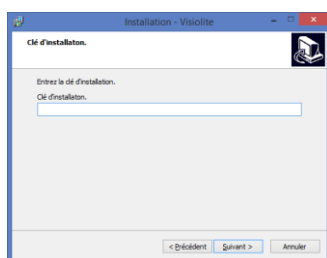 Installation - Visiolite
Clé d'installaton.
Entrez la clé d'installation.
Clé d'installaton.
< Précédent
Suivant >
Annuler